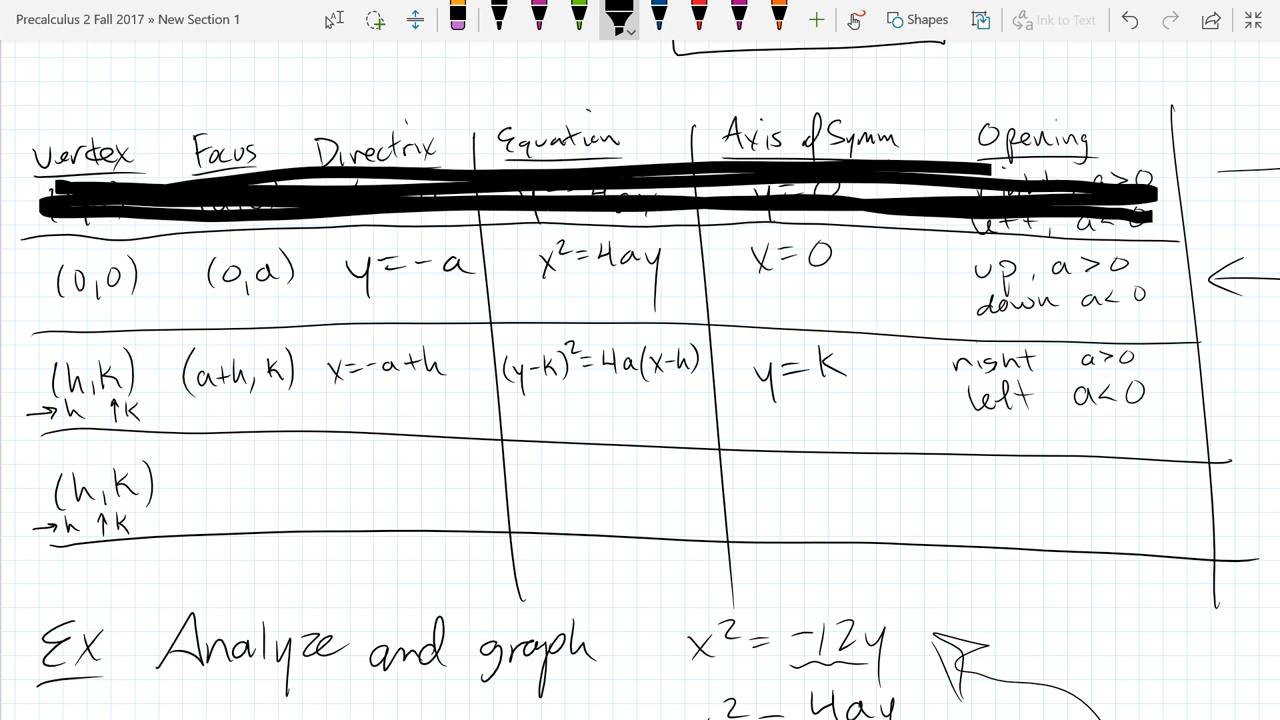 Precalculus 2 Fall 2017 » New Section 1
Shapes
Ink to Text
Vertex Focus Directrix Equation Axis of Symm Opening
(0,0) (0,a) y=-a x²=4ay x=0 up, a>0
down a<0
(h,k) (a+h, k) x=-a+h (y-k)²=4a(x-h) y=k right a>0
→h ↑k left a<0
(h,k)
→h ↑k
Ex Analyze and graph x² = -12y
² = 4ay